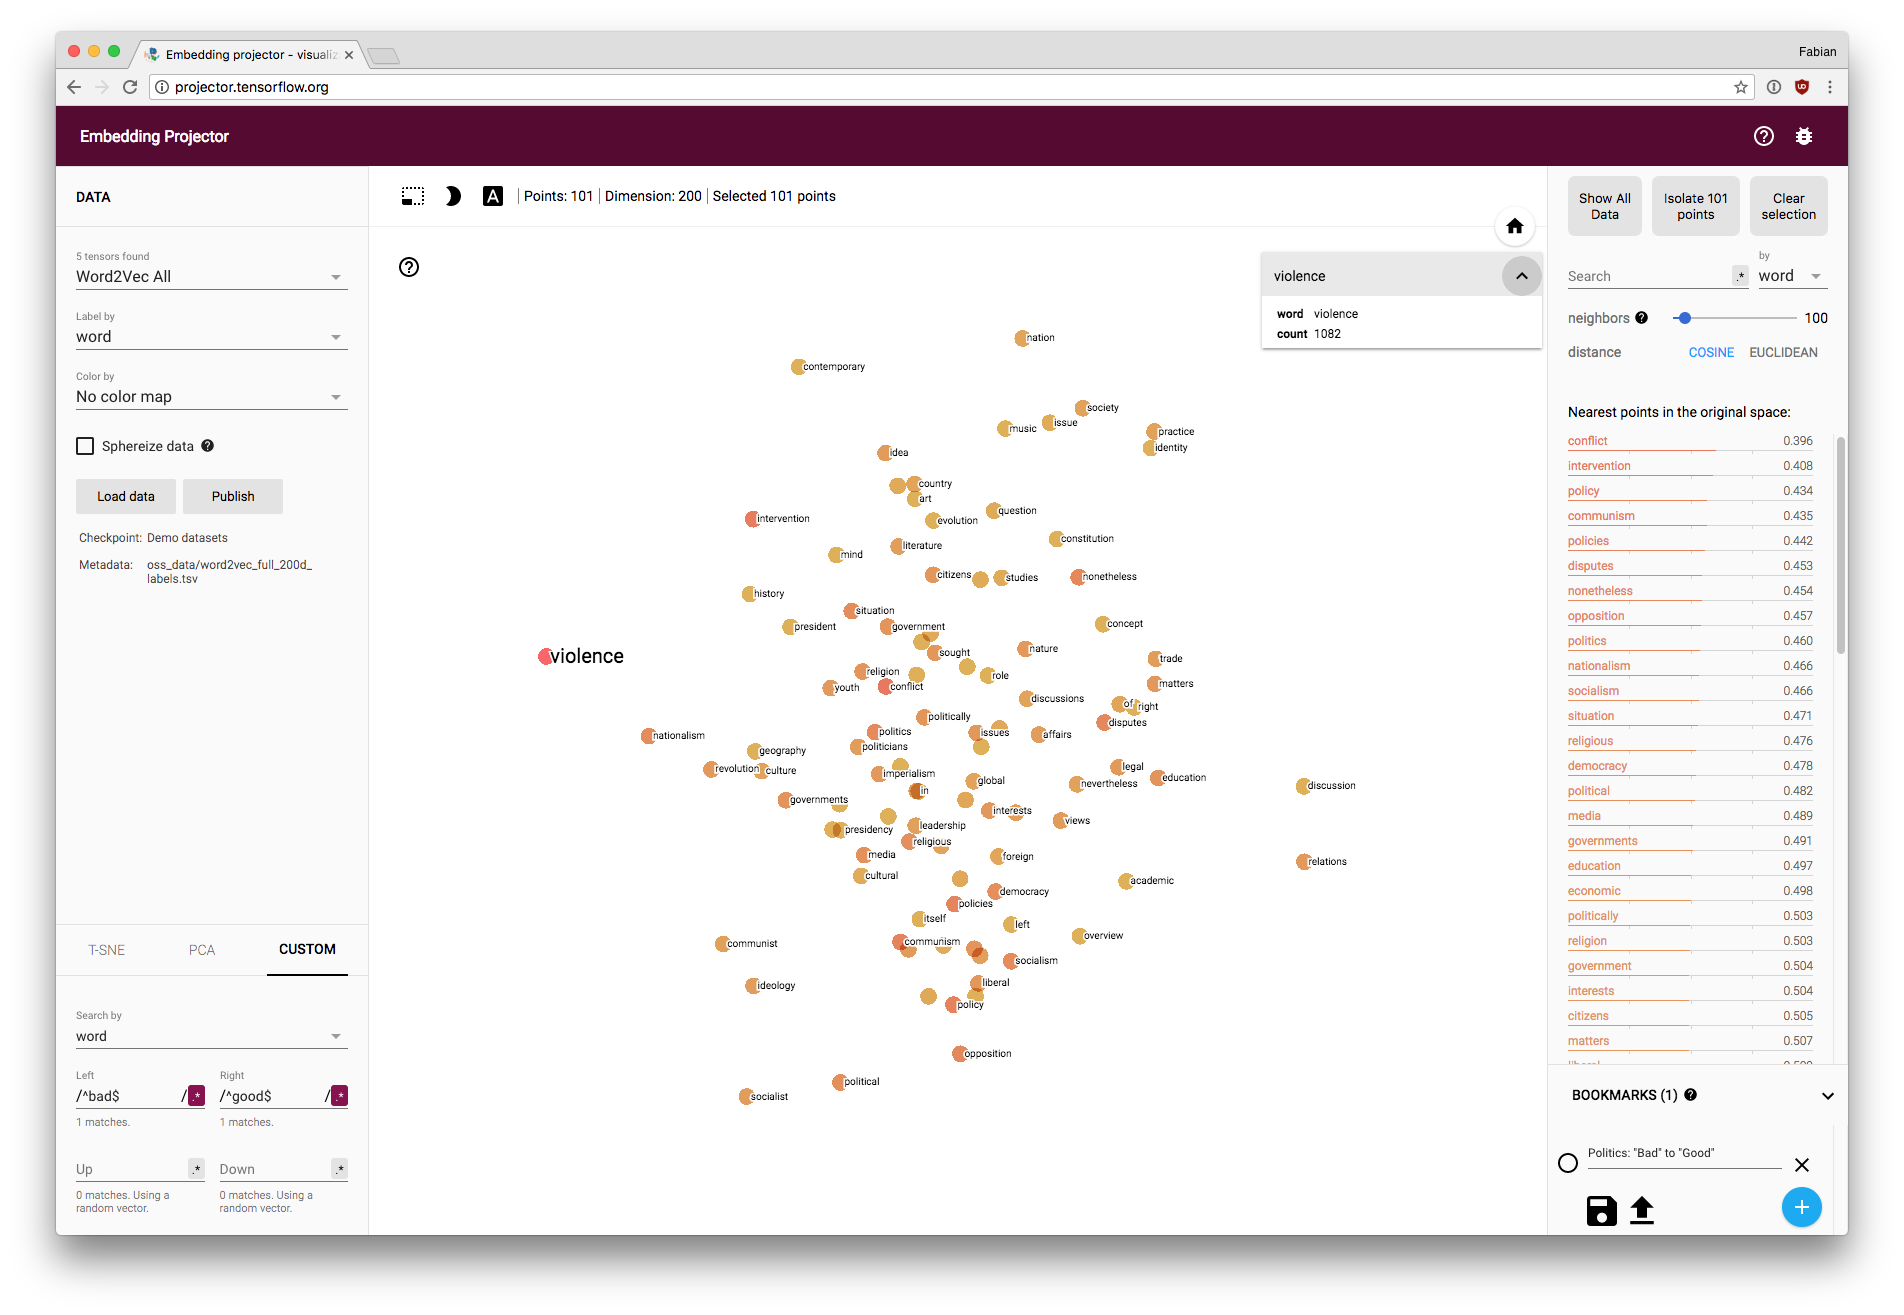 Embedding projector - visualiz
Fabian
projector.tensorflow.org
Embedding Projector
DATA
Points: 101 | Dimension: 200 | Selected 101 points
5 tensors found
Word2Vec All
Label by
word
Color by
No color map
Sphereize data
Load data
Publish
Checkpoint: Demo datasets
Metadata: oss_data/word2vec_full_200d_
labels.tsv
T-SNE
PCA
CUSTOM
Search by
word
Left
Right
/^bad$ / .*
/^good$ / .*
1 matches.
1 matches.
Up .*
Down .*
0 matches. Using a
random vector.
0 matches. Using a
random vector.
violence
word violence
count 1082
nation
contemporary
society
issue
music
practice
identity
idea
country
art
question
evolution
intervention
constitution
literature
mind
citizens
studies
nonetheless
history
situation
president
government
concept
nature
sought
violence
trade
religion
role
matters
youth
conflict
discussions
of
right
politically
disputes
politics
issues
affairs
nationalism
politicians
geography
legal
revolution
culture
imperialism
education
global
nevertheless
discussion
in
governments
interests
views
leadership
presidency
religious
media
foreign
relations
cultural
academic
democracy
policies
itself
left
overview
communist
communism
socialism
liberal
ideology
policy
opposition
political
socialist
Show All
Data
Isolate 101
points
Clear
selection
by
Search .*
word
neighbors
100
distance
COSINE
EUCLIDEAN
Nearest points in the original space:
conflict 0.396
intervention 0.408
policy 0.434
communism 0.435
policies 0.442
disputes 0.453
nonetheless 0.454
opposition 0.457
politics 0.460
nationalism 0.466
socialism 0.466
situation 0.471
religious 0.476
democracy 0.478
political 0.482
media 0.489
governments 0.491
education 0.497
economic 0.498
politically 0.503
religion 0.503
government 0.504
interests 0.504
citizens 0.505
matters 0.507
BOOKMARKS (1)
Politics: "Bad" to "Good"